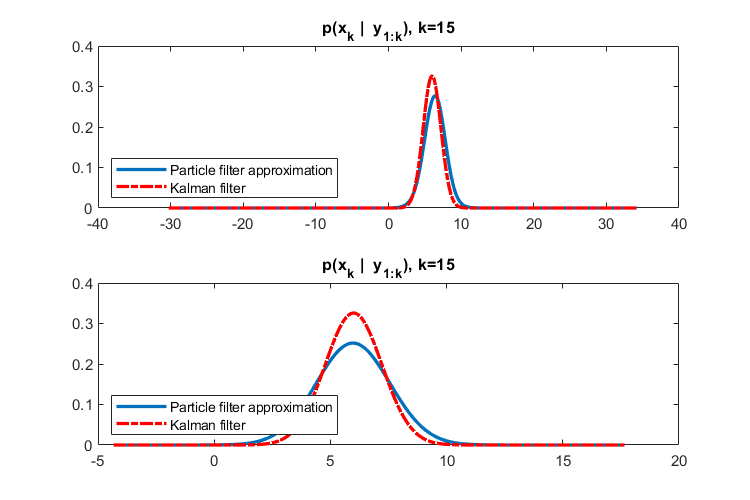 p(x_k | y_1:k), k=15
0.4
0.3
0.2
0.1
0
Particle filter approximation
Kalman filter
-40 -30 -20 -10 0 10 20 30 40
p(x_k | y_1:k), k=15
0.4
0.3
0.2
0.1
0
Particle filter approximation
Kalman filter
-5 0 5 10 15 20